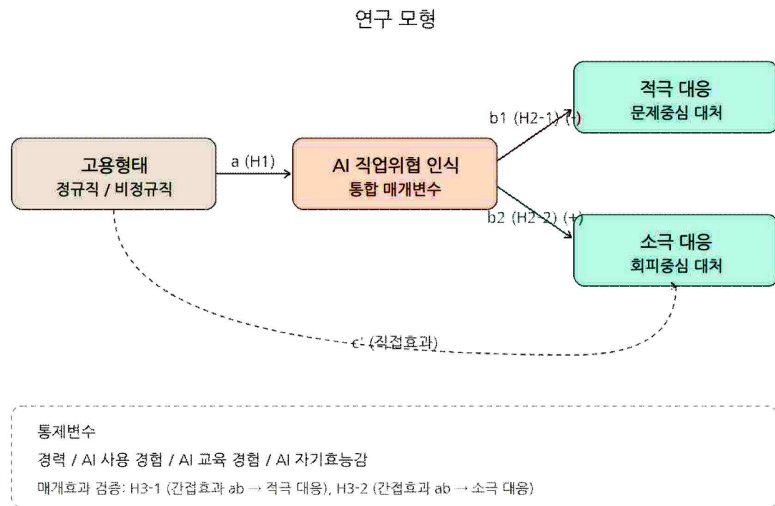 연구 모형
적극 대응
문제중심 대처
b1 (H2-1) (-)
고용형태
정규직 / 비정규직
a (H1)
AI 직업위협 인식
통합 매개변수
b2 (H2-2) (+)
소극 대응
회피중심 대처
c' (직접효과)
통제변수
경력 / AI 사용 경험 / AI 교육 경험 / AI 자기효능감
매개효과 검증: H3-1 (간접효과 ab → 적극 대응), H3-2 (간접효과 ab → 소극 대응)